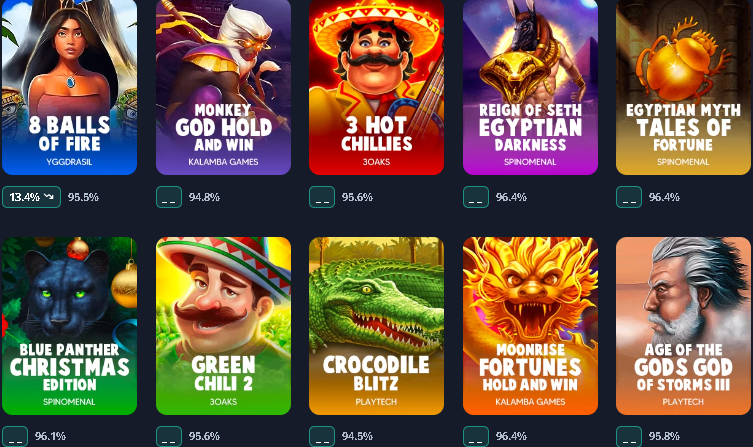 8 BALLS
OF FIRE
YGGDRASIL
MONKEY
GOD HOLD
AND WIN
KALAMBA GAMES
3 HOT
CHILLIES
3OAKS
REIGN OF SETH
EGYPTIAN
DARKNESS
SPINOMENAL
EGYPTIAN MYTH
TALES OF
FORTUNE
SPINOMENAL
13.4% 95.5%
_ _ 94.8%
_ _ 95.6%
_ _ 96.4%
_ _ 96.4%
BLUE PANTHER
CHRISTMAS
EDITION
SPINOMENAL
GREEN
CHILI 2
3OAKS
CROCODILE
BLITZ
PLAYTECH
MOONRISE
FORTUNES
HOLD AND WIN
KALAMBA GAMES
AGE OF THE
GODS GOD
OF STORMS III
PLAYTECH
_ _ 96.1%
_ _ 95.6%
_ _ 94.5%
_ _ 96.4%
_ _ 95.8%